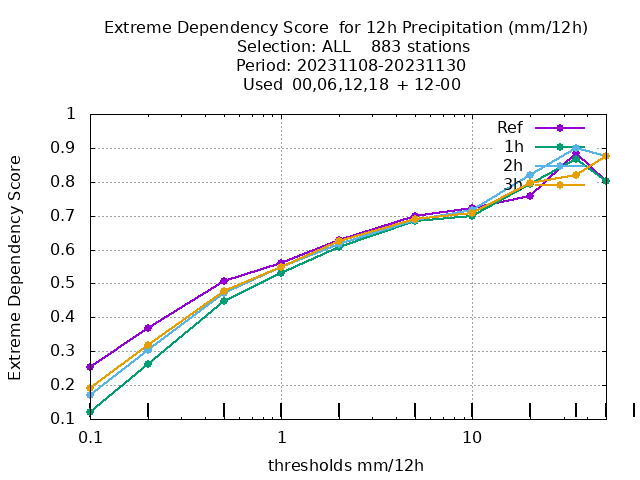 Extreme Dependency Score  for 12h Precipitation (mm/12h)
Selection: ALL    883 stations
Period: 20231108-20231130
Used  00,06,12,18  + 12-00
Extreme Dependency Score
1
0.9
0.8
0.7
0.6
0.5
0.4
0.3
0.2
0.1
Ref
1h
2h
3h
0.1 1 10
thresholds mm/12h